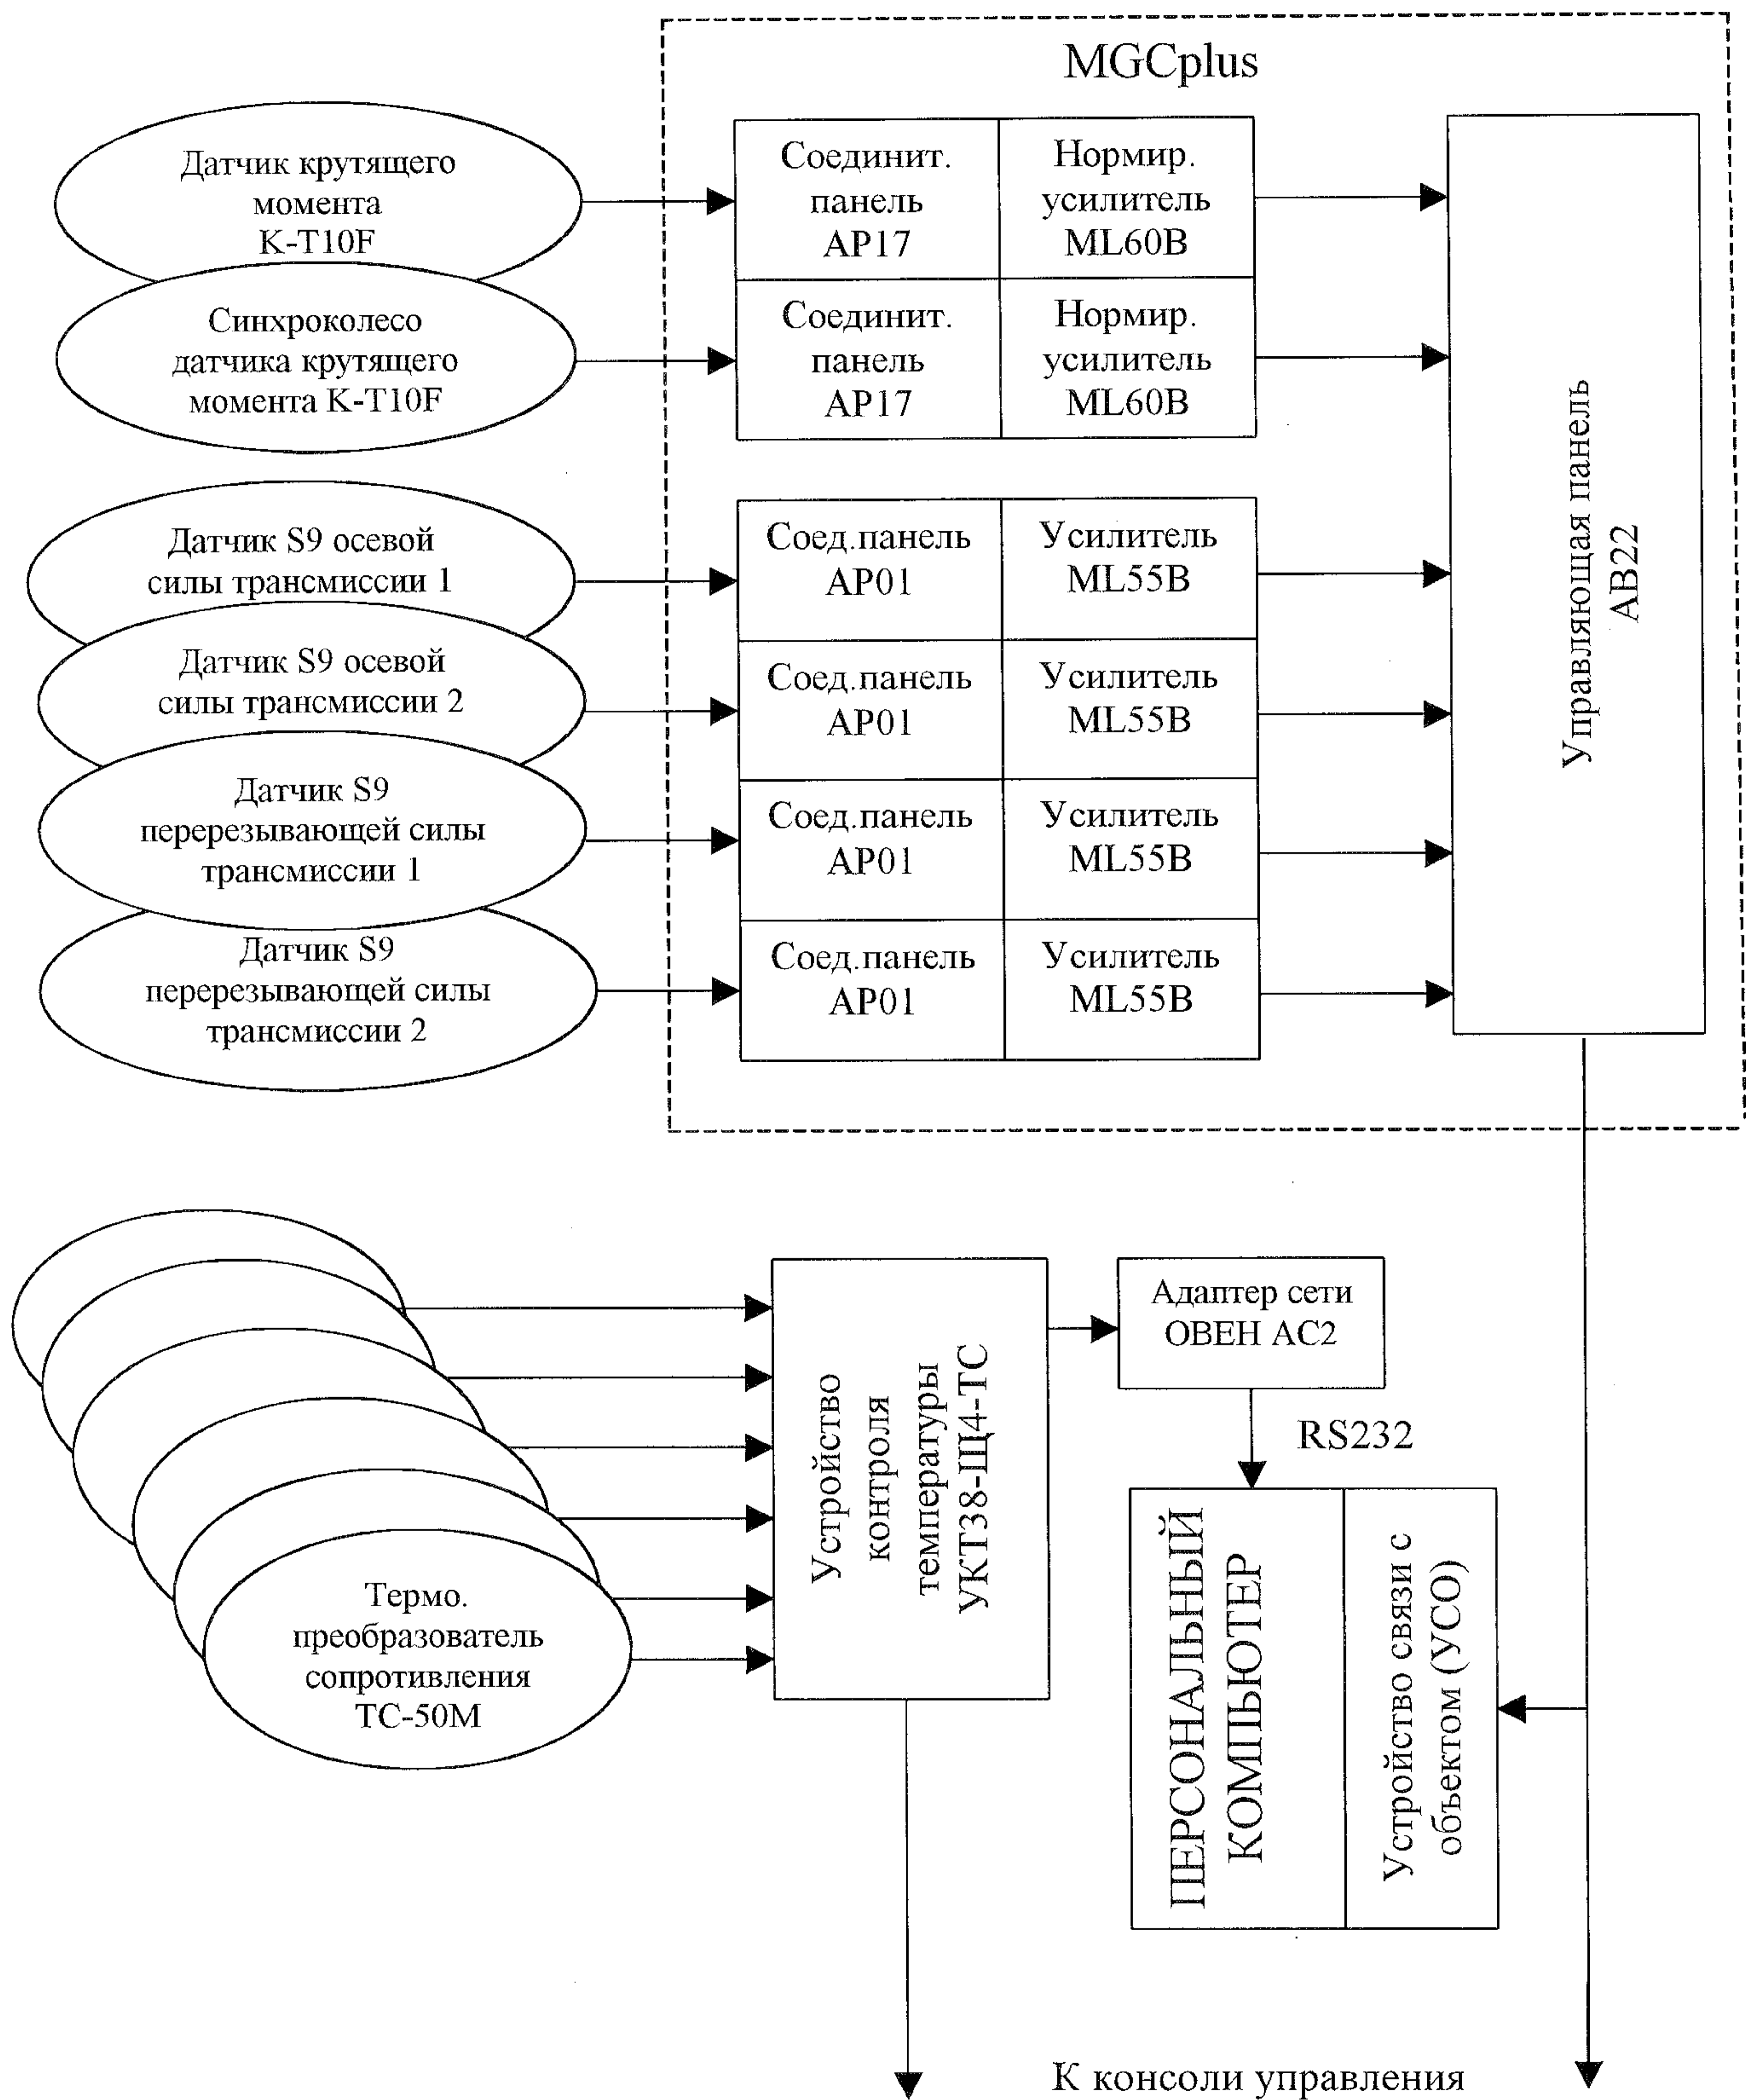 MGCplus
Датчик крутящего
момента
K-T10F
Соединит.
панель
AP17
Нормир.
усилитель
ML60B
Синхроколесо
датчика крутящего
момента K-T10F
Соединит.
панель
AP17
Нормир.
усилитель
ML60B
Датчик S9 осевой
силы трансмиссии 1
Соед.панель
AP01
Усилитель
ML55B
Датчик S9 осевой
силы трансмиссии 2
Соед.панель
AP01
Усилитель
ML55B
Датчик S9
перерезывающей силы
трансмиссии 1
Соед.панель
AP01
Усилитель
ML55B
Датчик S9
перерезывающей силы
трансмиссии 2
Соед.панель
AP01
Усилитель
ML55B
Управляющая панель
AB22
Термо.
преобразователь
сопротивления
ТС-50М
Устройство
контроля
температуры
УКТ38-Щ4-ТС
Адаптер сети
ОВЕН АС2
RS232
ПЕРСОНАЛЬНЫЙ
КОМПЬЮТЕР
Устройство связи с
объектом (УСО)
К консоли управления